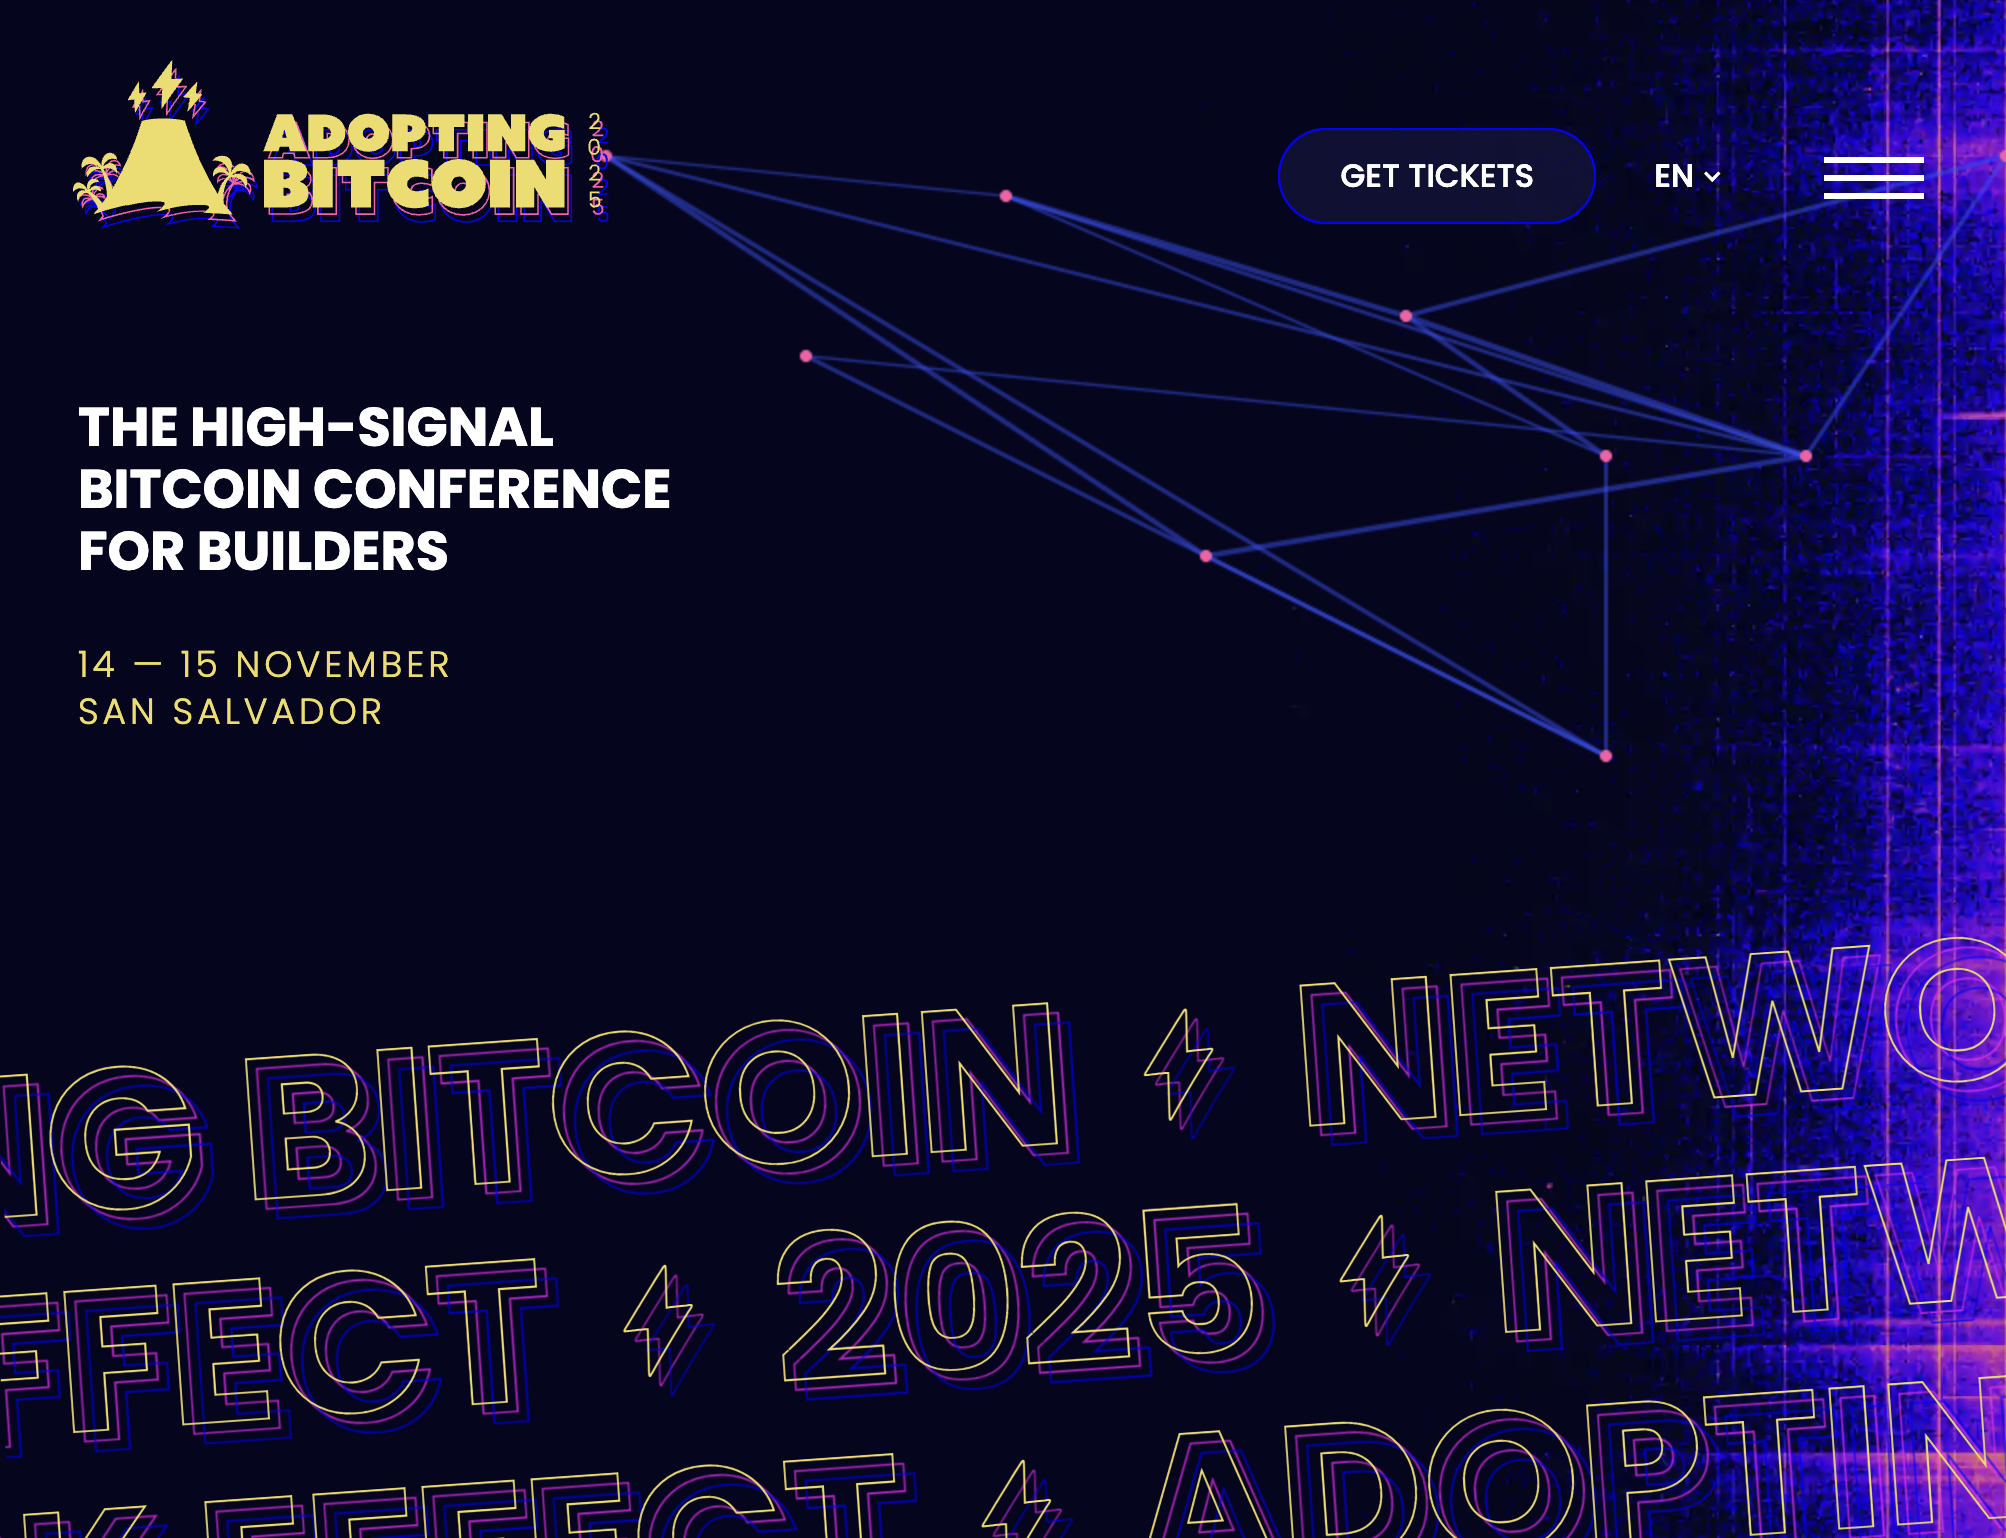 ADOPTING
BITCOIN
2025
GET TICKETS
EN
THE HIGH-SIGNAL
BITCOIN CONFERENCE
FOR BUILDERS
14 — 15 NOVEMBER
SAN SALVADOR
NG BITCOIN NETWO
FFECT 2025 NETW
K EFFECT ADOPTIN